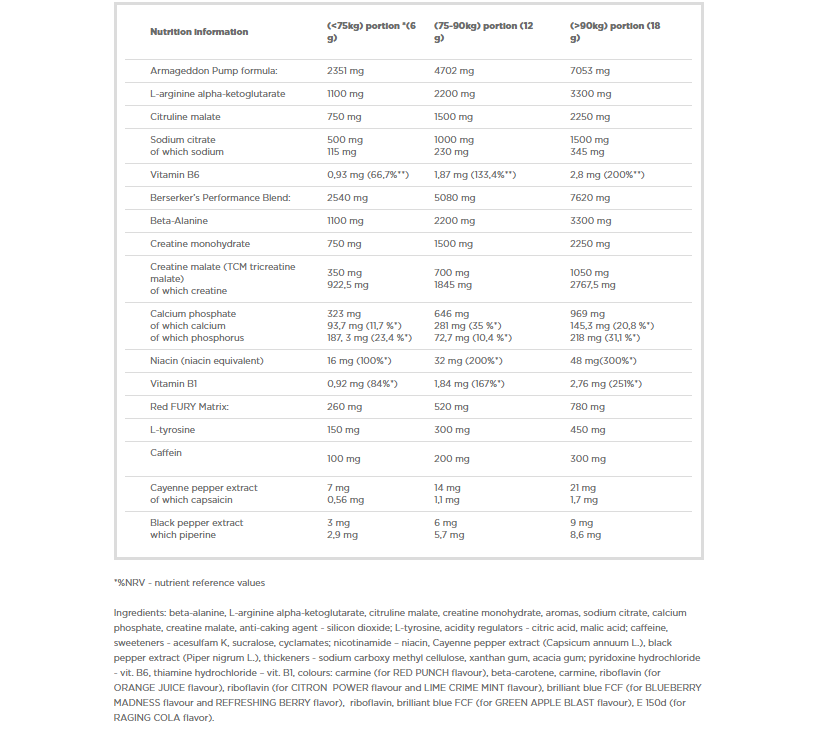 Nutrition information (<75kg) portion *(6 g) (75-90kg) portion (12 g) (>90kg) portion (18 g)
Armageddon Pump formula: 2351 mg 4702 mg 7053 mg
L-arginine alpha-ketoglutarate 1100 mg 2200 mg 3300 mg
Citruline malate 750 mg 1500 mg 2250 mg
Sodium citrate 500 mg 1000 mg 1500 mg
of which sodium 115 mg 230 mg 345 mg
Vitamin B6 0,93 mg (66,7%**) 1,87 mg (133,4%**) 2,8 mg (200%**)
Berserker's Performance Blend: 2540 mg 5080 mg 7620 mg
Beta-Alanine 1100 mg 2200 mg 3300 mg
Creatine monohydrate 750 mg 1500 mg 2250 mg
Creatine malate (TCM tricreatine
malate) 350 mg 700 mg 1050 mg
of which creatine 922,5 mg 1845 mg 2767,5 mg
Calcium phosphate 323 mg 646 mg 969 mg
of which calcium 93,7 mg (11,7 %*) 281 mg (35 %*) 145,3 mg (20,8 %*)
of which phosphorus 187, 3 mg (23,4 %*) 72,7 mg (10,4 %*) 218 mg (31,1 %*)
Niacin (niacin equivalent) 16 mg (100%*) 32 mg (200%*) 48 mg(300%*)
Vitamin B1 0,92 mg (84%*) 1,84 mg (167%*) 2,76 mg (251%*)
Red FURY Matrix: 260 mg 520 mg 780 mg
L-tyrosine 150 mg 300 mg 450 mg
Caffein 100 mg 200 mg 300 mg
Cayenne pepper extract 7 mg 14 mg 21 mg
of which capsaicin 0,56 mg 1,1 mg 1,7 mg
Black pepper extract 3 mg 6 mg 9 mg
which piperine 2,9 mg 5,7 mg 8,6 mg
*%NRV - nutrient reference values
Ingredients: beta-alanine, L-arginine alpha-ketoglutarate, citruline malate, creatine monohydrate, aromas, sodium citrate, calcium
phosphate, creatine malate, anti-caking agent - silicon dioxide; L-tyrosine, acidity regulators - citric acid, malic acid; caffeine,
sweeteners - acesulfam K, sucralose, cyclamates; nicotinamide – niacin, Cayenne pepper extract (Capsicum annuum L.), black
pepper extract (Piper nigrum L.), thickeners - sodium carboxy methyl cellulose, xanthan gum, acacia gum; pyridoxine hydrochloride
- vit. B6, thiamine hydrochloride – vit. B1, colours: carmine (for RED PUNCH flavour), beta-carotene, carmine, riboflavin (for
ORANGE JUICE flavour), riboflavin (for CITRON POWER flavour and LIME CRIME MINT flavour), brilliant blue FCF (for BLUEBERRY
MADNESS flavour and REFRESHING BERRY flavor), riboflavin, brilliant blue FCF (for GREEN APPLE BLAST flavour), E 150d (for
RAGING COLA flavor).